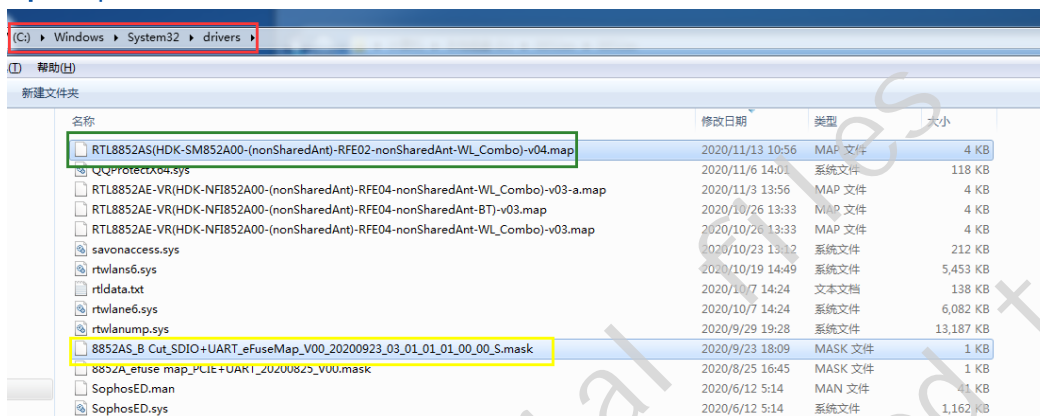 (C:) ▸ Windows ▸ System32 ▸ drivers ▸
(T) 帮助(H)
新建文件夹
名称 修改日期 类型 大小
RTL8852AS(HDK-SM852A00-(nonSharedAnt)-RFE02-nonSharedAnt-WL_Combo)-v04.map 2020/11/13 10:56 MAP 文件 4 KB
QQProtectX64.sys 2020/11/6 14:01 系统文件 118 KB
RTL8852AE-VR(HDK-NFI852A00-(nonSharedAnt)-RFE04-nonSharedAnt-WL_Combo)-v03-a.map 2020/11/3 13:56 MAP 文件 4 KB
RTL8852AE-VR(HDK-NFI852A00-(nonSharedAnt)-RFE04-nonSharedAnt-BT)-v03.map 2020/10/26 13:33 MAP 文件 4 KB
RTL8852AE-VR(HDK-NFI852A00-(nonSharedAnt)-RFE04-nonSharedAnt-WL_Combo)-v03.map 2020/10/26 13:33 MAP 文件 4 KB
savonaccess.sys 2020/10/23 13:12 系统文件 212 KB
rtwlans6.sys 2020/10/19 14:49 系统文件 5,453 KB
rtldata.txt 2020/10/7 14:24 文本文档 138 KB
rtwlane6.sys 2020/10/7 14:24 系统文件 6,082 KB
rtwlanump.sys 2020/9/29 19:28 系统文件 13,187 KB
8852AS_B Cut_SDIO+UART_eFuseMap_V00_20200923_03_01_01_01_00_00_S.mask 2020/9/23 18:09 MASK 文件 1 KB
8852A_efuse map_PCIE+UART_20200825_V00.mask 2020/8/25 16:45 MASK 文件 1 KB
SophosED.man 2020/6/12 5:14 MAN 文件 41 KB
SophosED.sys 2020/6/12 5:14 系统文件 1,162 KB
files